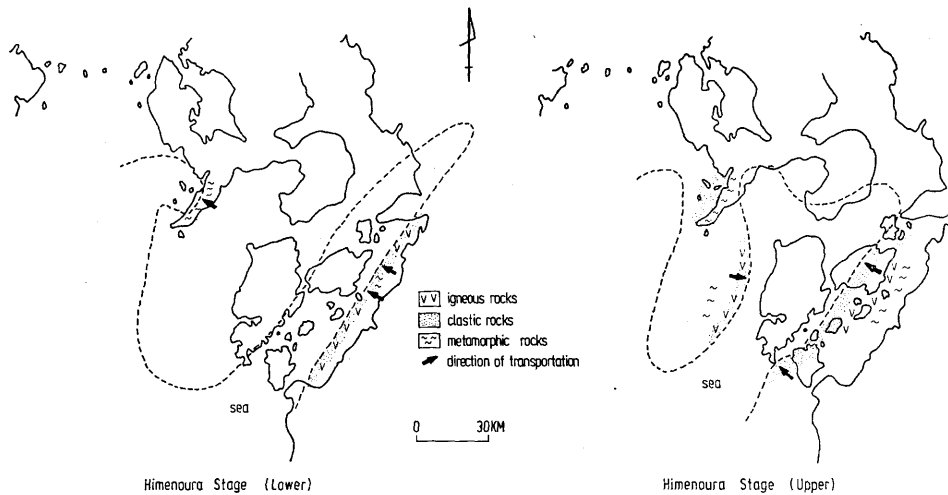 igneous rocks
clastic rocks
metamorphic rocks
direction of transportation
sea
sea
0 30KM
Himenoura Stage (Lower)
Himenoura Stage (Upper)